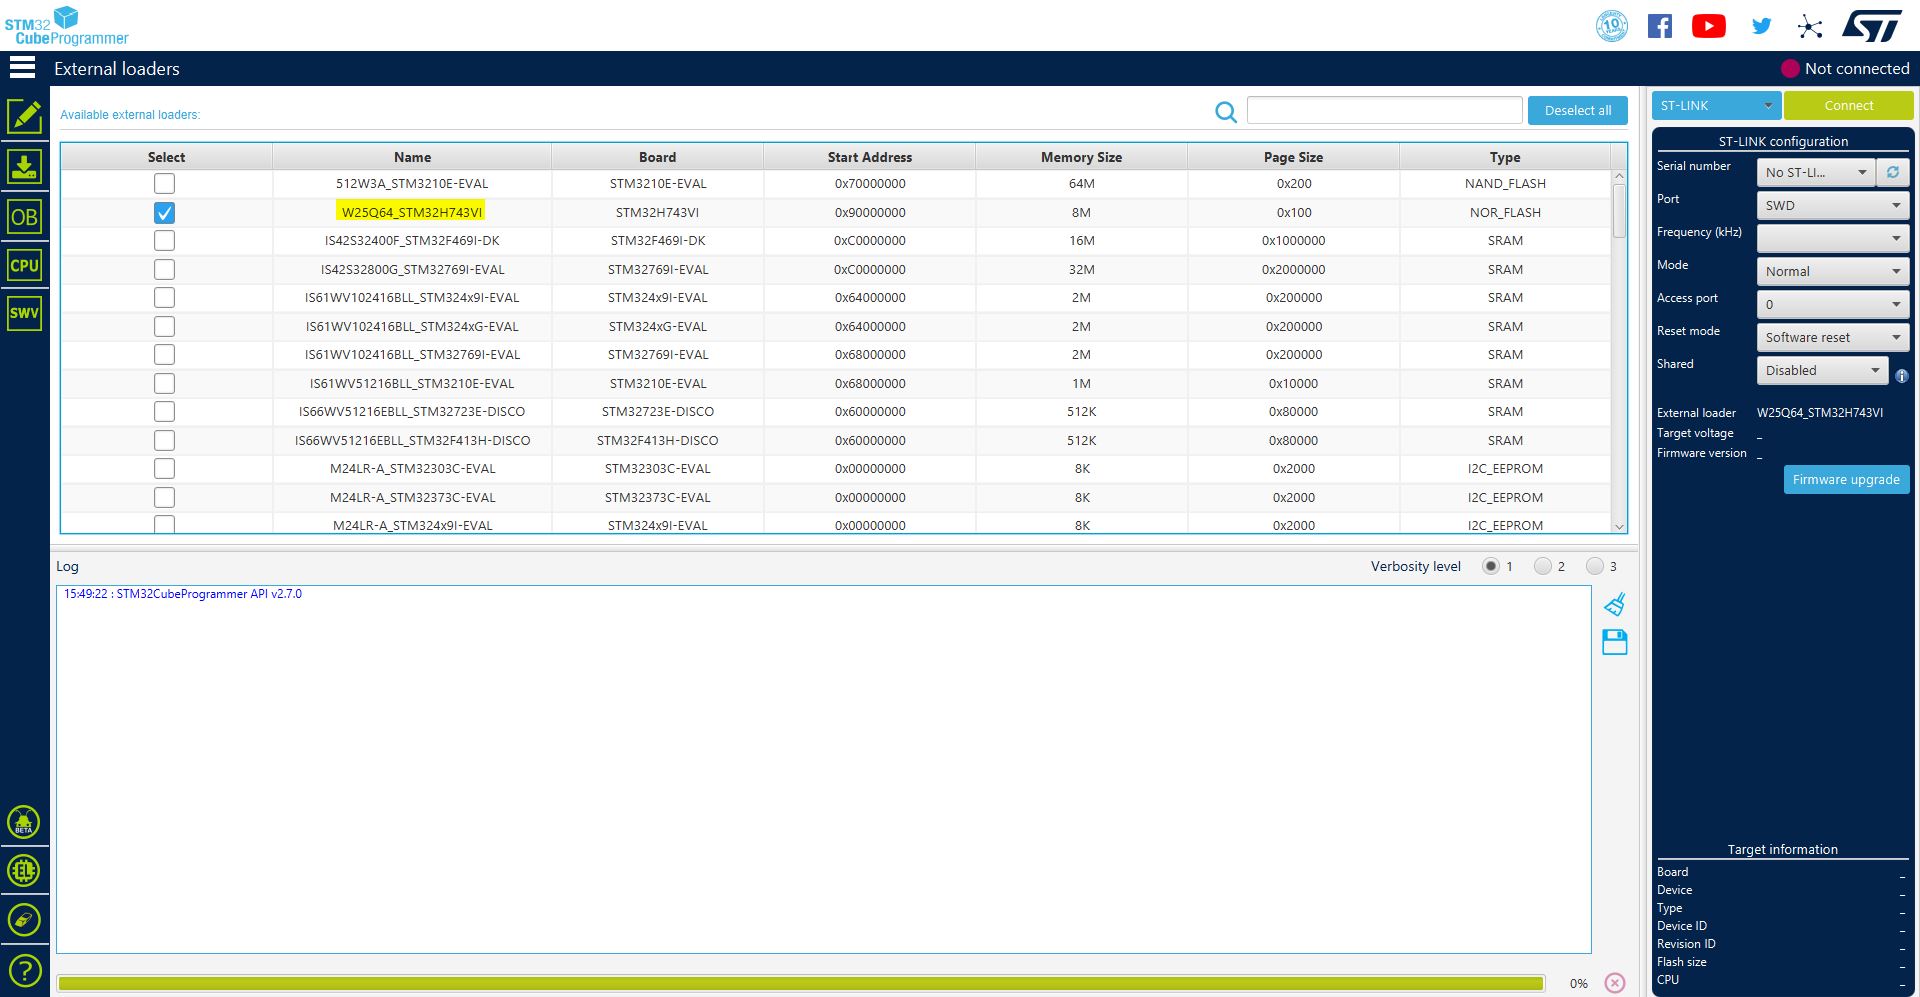 STM32
CubeProgrammer
10
YEARS
External loaders
Not connected
Available external loaders:
Deselect all
Select Name Board Start Address Memory Size Page Size Type
512W3A_STM3210E-EVAL STM3210E-EVAL 0x70000000 64M 0x200 NAND_FLASH
W25Q64_STM32H743VI STM32H743VI 0x90000000 8M 0x100 NOR_FLASH
IS42S32400F_STM32F469I-DK STM32F469I-DK 0xC0000000 16M 0x1000000 SRAM
IS42S32800G_STM32769I-EVAL STM32769I-EVAL 0xC0000000 32M 0x2000000 SRAM
IS61WV102416BLL_STM324x9I-EVAL STM324x9I-EVAL 0x64000000 2M 0x200000 SRAM
IS61WV102416BLL_STM324xG-EVAL STM324xG-EVAL 0x64000000 2M 0x200000 SRAM
IS61WV102416BLL_STM32769I-EVAL STM32769I-EVAL 0x68000000 2M 0x200000 SRAM
IS61WV51216BLL_STM3210E-EVAL STM3210E-EVAL 0x68000000 1M 0x10000 SRAM
IS66WV51216EBLL_STM32723E-DISCO STM32723E-DISCO 0x60000000 512K 0x80000 SRAM
IS66WV51216EBLL_STM32F413H-DISCO STM32F413H-DISCO 0x60000000 512K 0x80000 SRAM
M24LR-A_STM32303C-EVAL STM32303C-EVAL 0x00000000 8K 0x2000 I2C_EEPROM
M24LR-A_STM32373C-EVAL STM32373C-EVAL 0x00000000 8K 0x2000 I2C_EEPROM
M24LR-A_STM324x9I-EVAL STM324x9I-EVAL 0x00000000 8K 0x2000 I2C_EEPROM
OB
CPU
SWV
BETA
EL
?
Log
Verbosity level 1 2 3
15:49:22 : STM32CubeProgrammer API v2.7.0
0%
ST-LINK Connect
ST-LINK configuration
Serial number No ST-LI...
Port SWD
Frequency (kHz)
Mode Normal
Access port 0
Reset mode Software reset
Shared Disabled
External loader W25Q64_STM32H743VI
Target voltage _
Firmware version _
Firmware upgrade
Target information
Board _
Device _
Type _
Device ID _
Revision ID _
Flash size _
CPU _